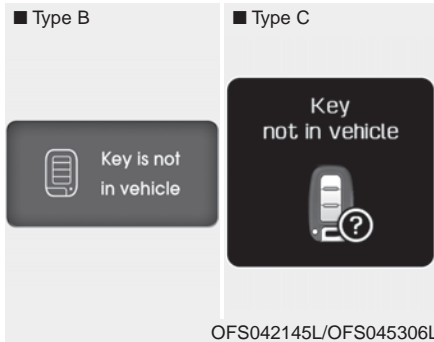 ■ Type B
■ Type C
Key is not
in vehicle
Key
not in vehicle
?
OFS042145L/OFS045306L